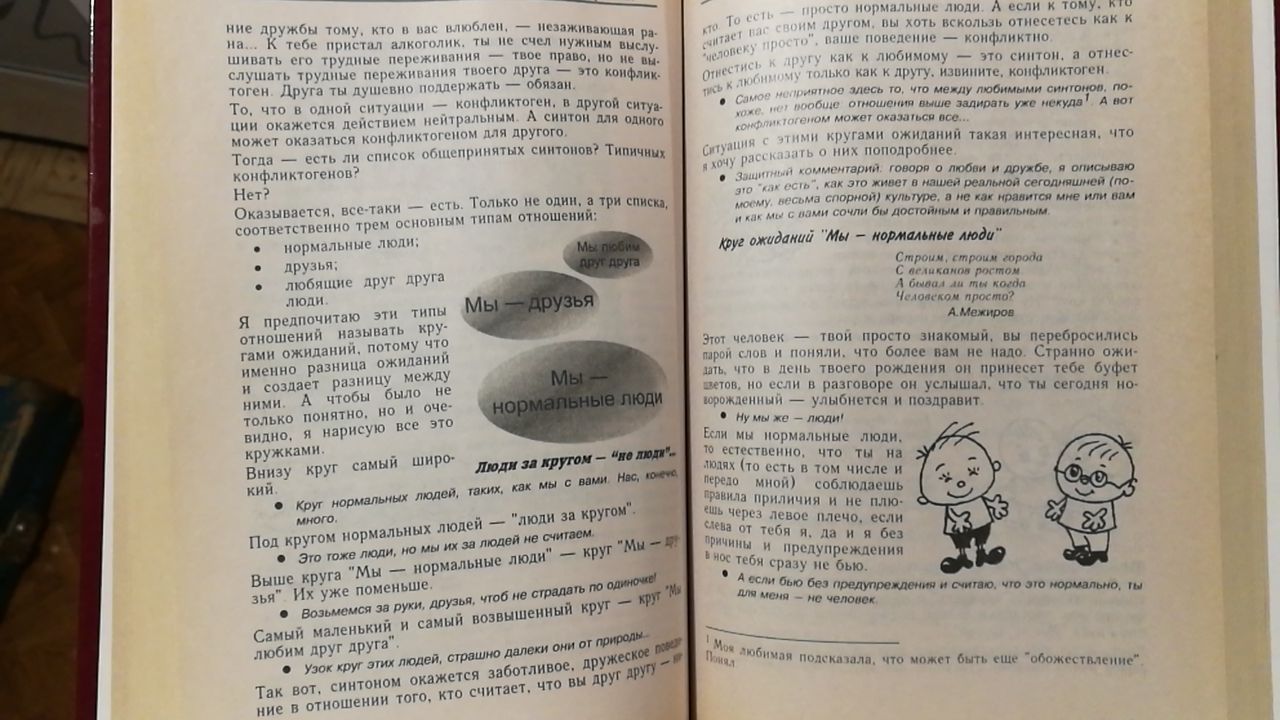 ние дружбы тому, кто в вас влюблен, — незаживающая ра-
на... К тебе пристал алкоголик, ты не счел нужным выслу-
шивать его трудные переживания — твое право, но не вы-
слушать трудные переживания твоего друга — это конфлик-
тоген. Друга ты душевно поддержать — обязан.
То, что в одной ситуации — конфликтоген, в другой ситуа-
ции окажется действием нейтральным. А синтон для одного
может оказаться конфликтогеном для другого.
Тогда — есть ли список общепринятых синтонов? Типичных
конфликтогенов?
Нет?
Оказывается, все-таки — есть. Только не один, а три списка,
соответственно трем основным типам отношений:
• нормальные люди;
• друзья;
• любящие друг друга
люди.
Я предпочитаю эти типы
отношений называть кру-
гами ожиданий, потому что
именно разница ожиданий
и создает разницу между
ними. А чтобы было не
только понятно, но и оче-
видно, я нарисую все это
кружками.
Внизу круг самый широ-
кий.
Мы любим
друг друга
Мы — друзья
Мы —
нормальные люди
Люди за кругом — "не люди"...
• Круг нормальных людей, таких, как мы с вами. Нас, конечно,
много.
Под кругом нормальных людей — "люди за кругом".
• Это тоже люди, но мы их за людей не считаем.
Выше круга "Мы — нормальные люди" — круг "Мы — дру-
зья". Их уже поменьше.
• Возьмемся за руки, друзья, чтоб не страдать по одиночке!
Самый маленький и самый возвышенный круг — круг "Мы
любим друг друга".
• Узок круг этих людей, страшно далеки они от природы...
Так вот, синтоном окажется заботливое, дружеское поведе-
ние в отношении того, кто считает, что вы друг другу —
кто. То есть — просто нормальные люди. А если к тому, кто
считает вас своим другом, вы хоть вскользь отнесетесь как к
"человеку просто", ваше поведение — конфликтно.
Отнестись к другу как к любимому — это синтон, а отнес-
тись к любимому только как к другу, извините, конфликтоген.
• Самое неприятное здесь то, что между любимыми синтонов, по-
хоже, нет вообще: отношения выше задирать уже некуда¹. А вот
конфликтогеном может оказаться все...
Ситуация с этими кругами ожиданий такая интересная, что
я хочу рассказать о них поподробнее.
• Защитный комментарий: говоря о любви и дружбе, я описываю
это "как есть", как это живет в нашей реальной сегодняшней (по-
моему, весьма спорной) культуре, а не как нравится мне или вам
и как мы с вами сочли бы достойным и правильным.
Круг ожиданий "Мы — нормальные люди"
Строим, строим города
С великанов ростом
А бывал ли ты когда
Человеком просто?
А.Межиров
Этот человек — твой просто знакомый, вы перебросились
парой слов и поняли, что более вам не надо. Странно ожи-
дать, что в день твоего рождения он принесет тебе буфет
цветов, но если в разговоре он услышал, что ты сегодня но-
ворожденный — улыбнется и поздравит.
• Ну мы же — люди!
Если мы нормальные люди,
то естественно, что ты на
людях (то есть в том числе и
передо мной) соблюдаешь
правила приличия и не плю-
ешь через левое плечо, если
слева от тебя я, да и я без
причины и предупреждения
в нос тебя сразу не бью.
• А если бью без предупреждения и считаю, что это нормально, ты
для меня — не человек.
¹ Моя любимая подсказала, что может быть еще "обожествление".
Понял.